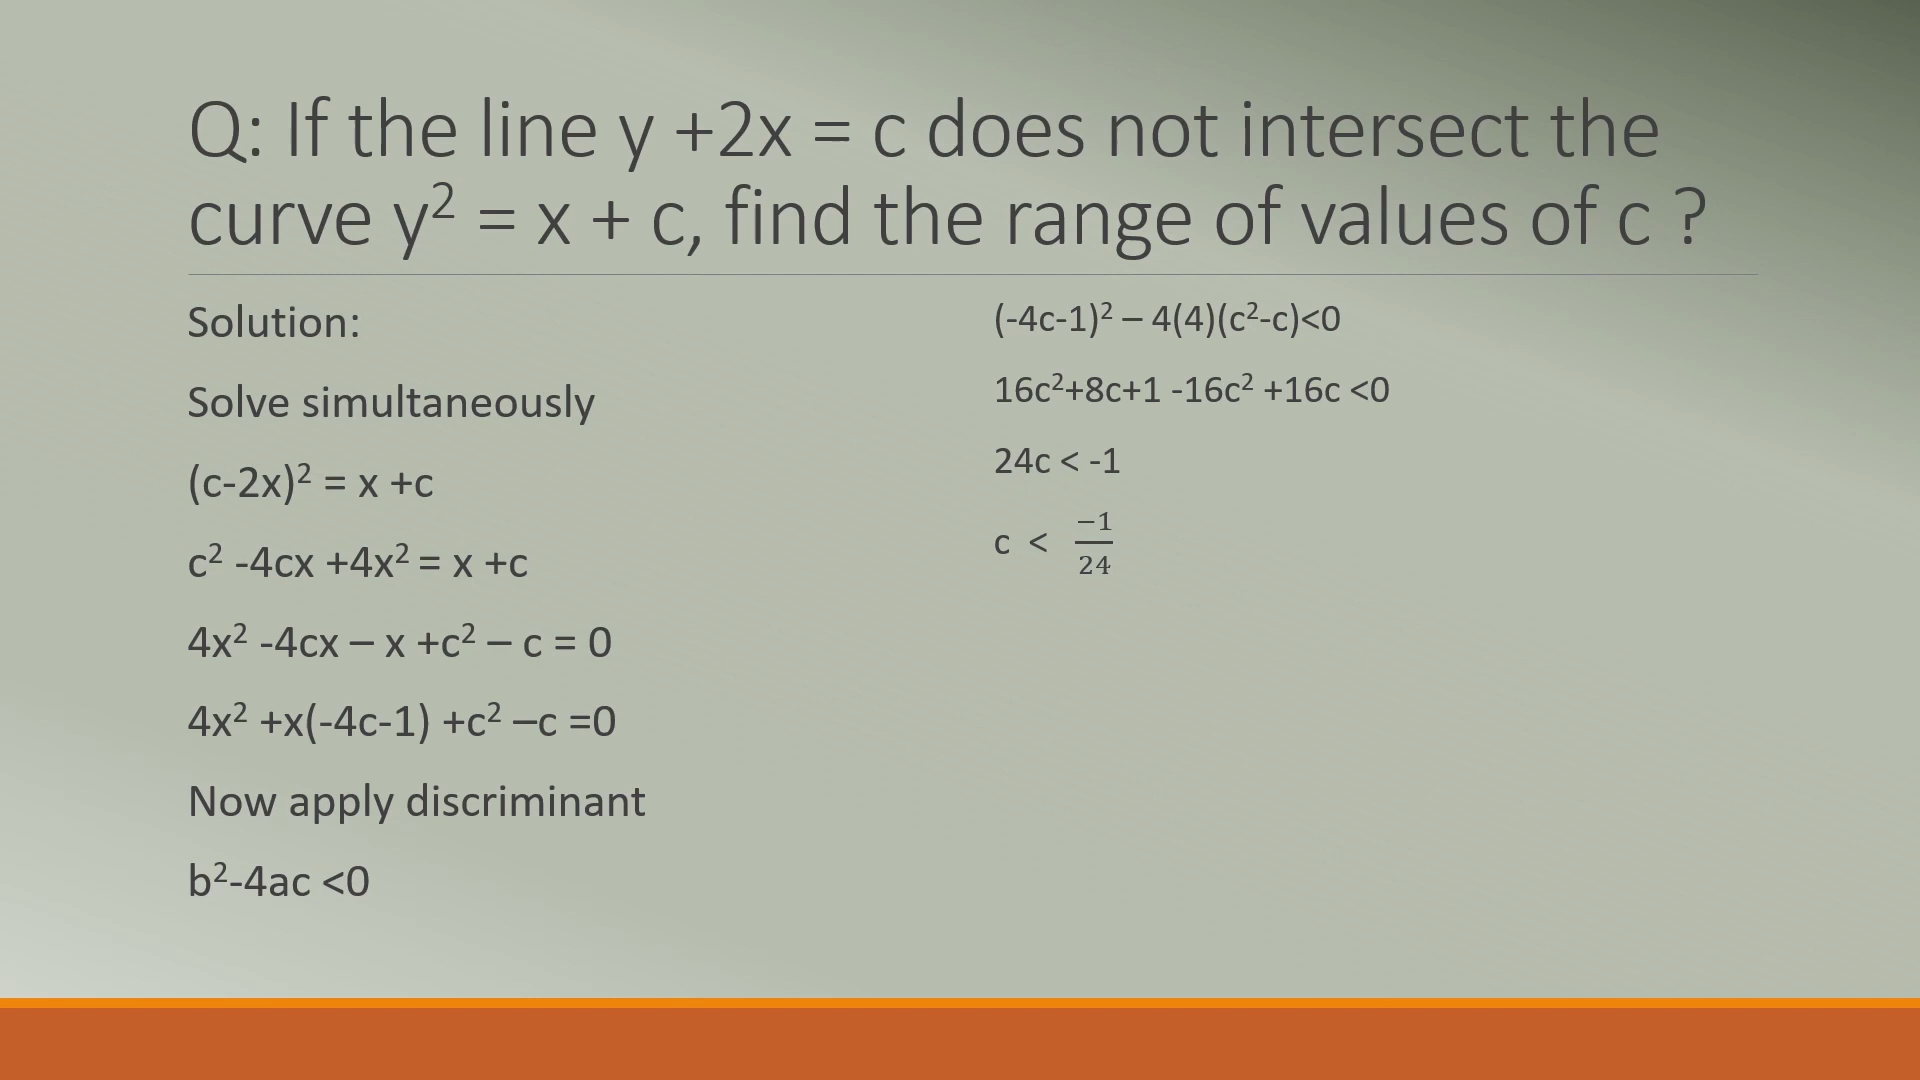 Q: If the line y +2x = c does not intersect the
curve y² = x + c, find the range of values of c ?
Solution:
Solve simultaneously
(c-2x)² = x +c
c² -4cx +4x² = x +c
4x² -4cx – x +c² – c = 0
4x² +x(-4c-1) +c² –c =0
Now apply discriminant
b²-4ac <0
(-4c-1)² – 4(4)(c²-c)<0
16c²+8c+1 -16c² +16c <0
24c < -1
c < −1/24